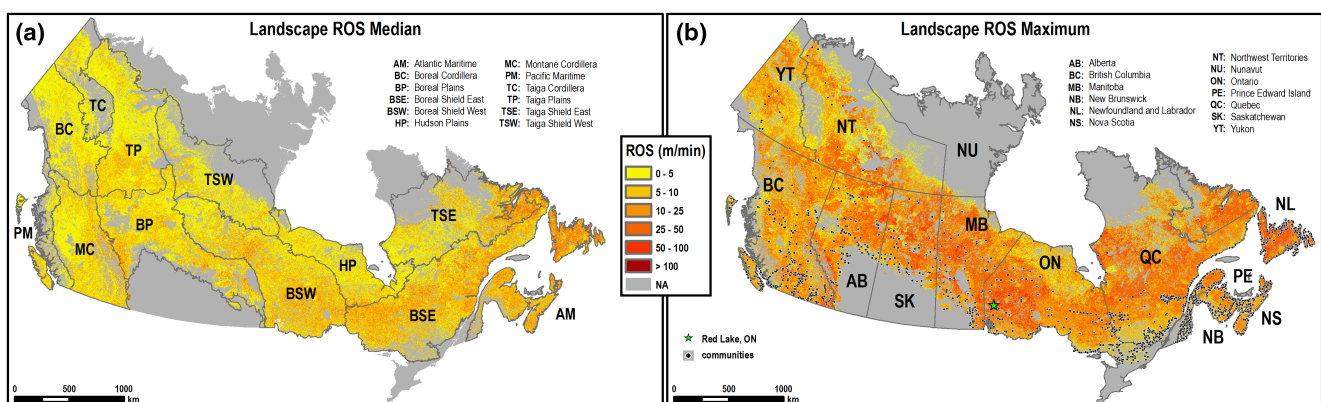 (a)
Landscape ROS Median
AM: Atlantic Maritime
BC: Boreal Cordillera
BP: Boreal Plains
BSE: Boreal Shield East
BSW: Boreal Shield West
HP: Hudson Plains
MC: Montane Cordillera
PM: Pacific Maritime
TC: Taiga Cordillera
TP: Taiga Plains
TSE: Taiga Shield East
TSW: Taiga Shield West
TC
BC
TP
TSW
TSE
PM
BP
MC
HP
BSW
BSE
AM
0 500 1000
km
ROS (m/min)
0 - 5
5 - 10
10 - 25
25 - 50
50 - 100
> 100
NA
(b)
Landscape ROS Maximum
AB: Alberta
BC: British Columbia
MB: Manitoba
NB: New Brunswick
NL: Newfoundland and Labrador
NS: Nova Scotia
NT: Northwest Territories
NU: Nunavut
ON: Ontario
PE: Prince Edward Island
QC: Quebec
SK: Saskatchewan
YT: Yukon
YT
NT
NU
BC
NL
MB
ON
QC
AB
PE
SK
NS
NB
Red Lake, ON
communities
0 500 1000
km